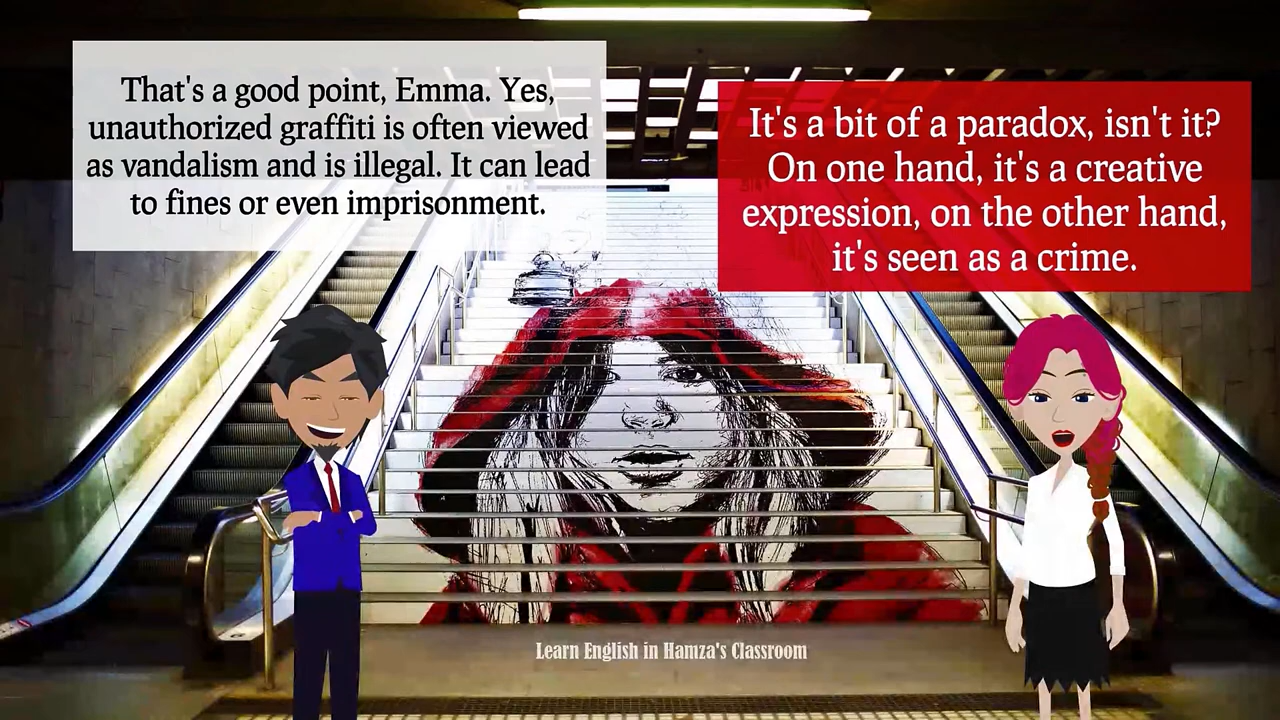 That's a good point, Emma. Yes,
unauthorized graffiti is often viewed
as vandalism and is illegal. It can lead
to fines or even imprisonment.
It's a bit of a paradox, isn't it?
On one hand, it's a creative
expression, on the other hand,
it's seen as a crime.
Learn English in Hamza's Classroom